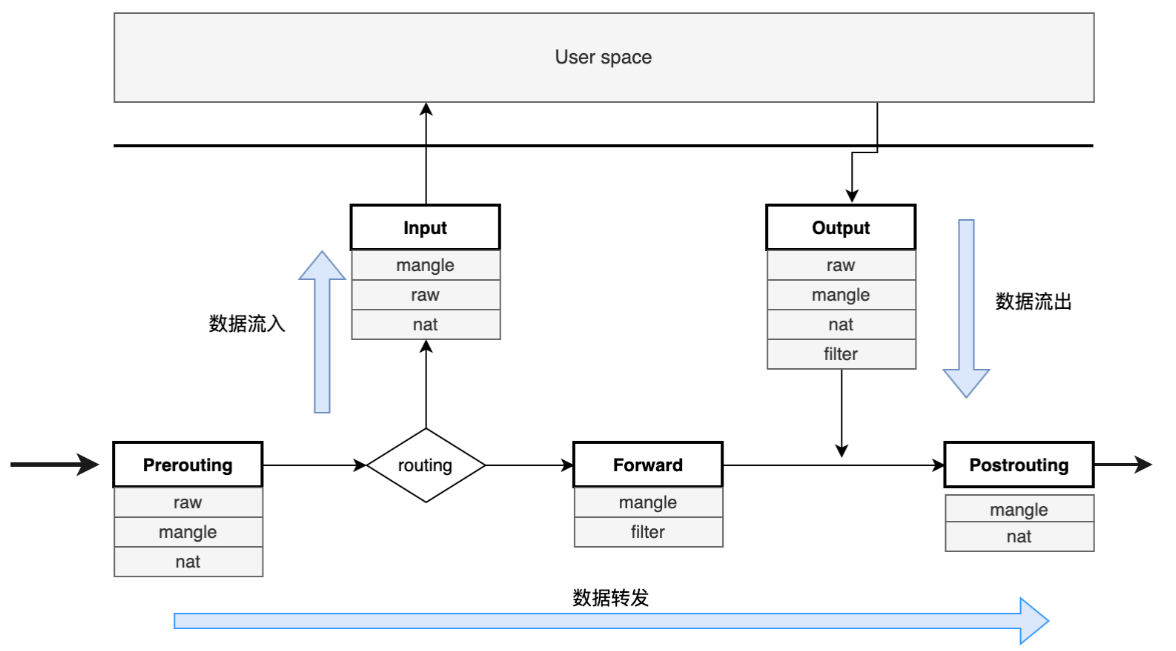 User space
Input
mangle
raw
nat
数据流入
Output
raw
mangle
nat
filter
数据流出
Prerouting
raw
mangle
nat
routing
Forward
mangle
filter
Postrouting
mangle
nat
数据转发